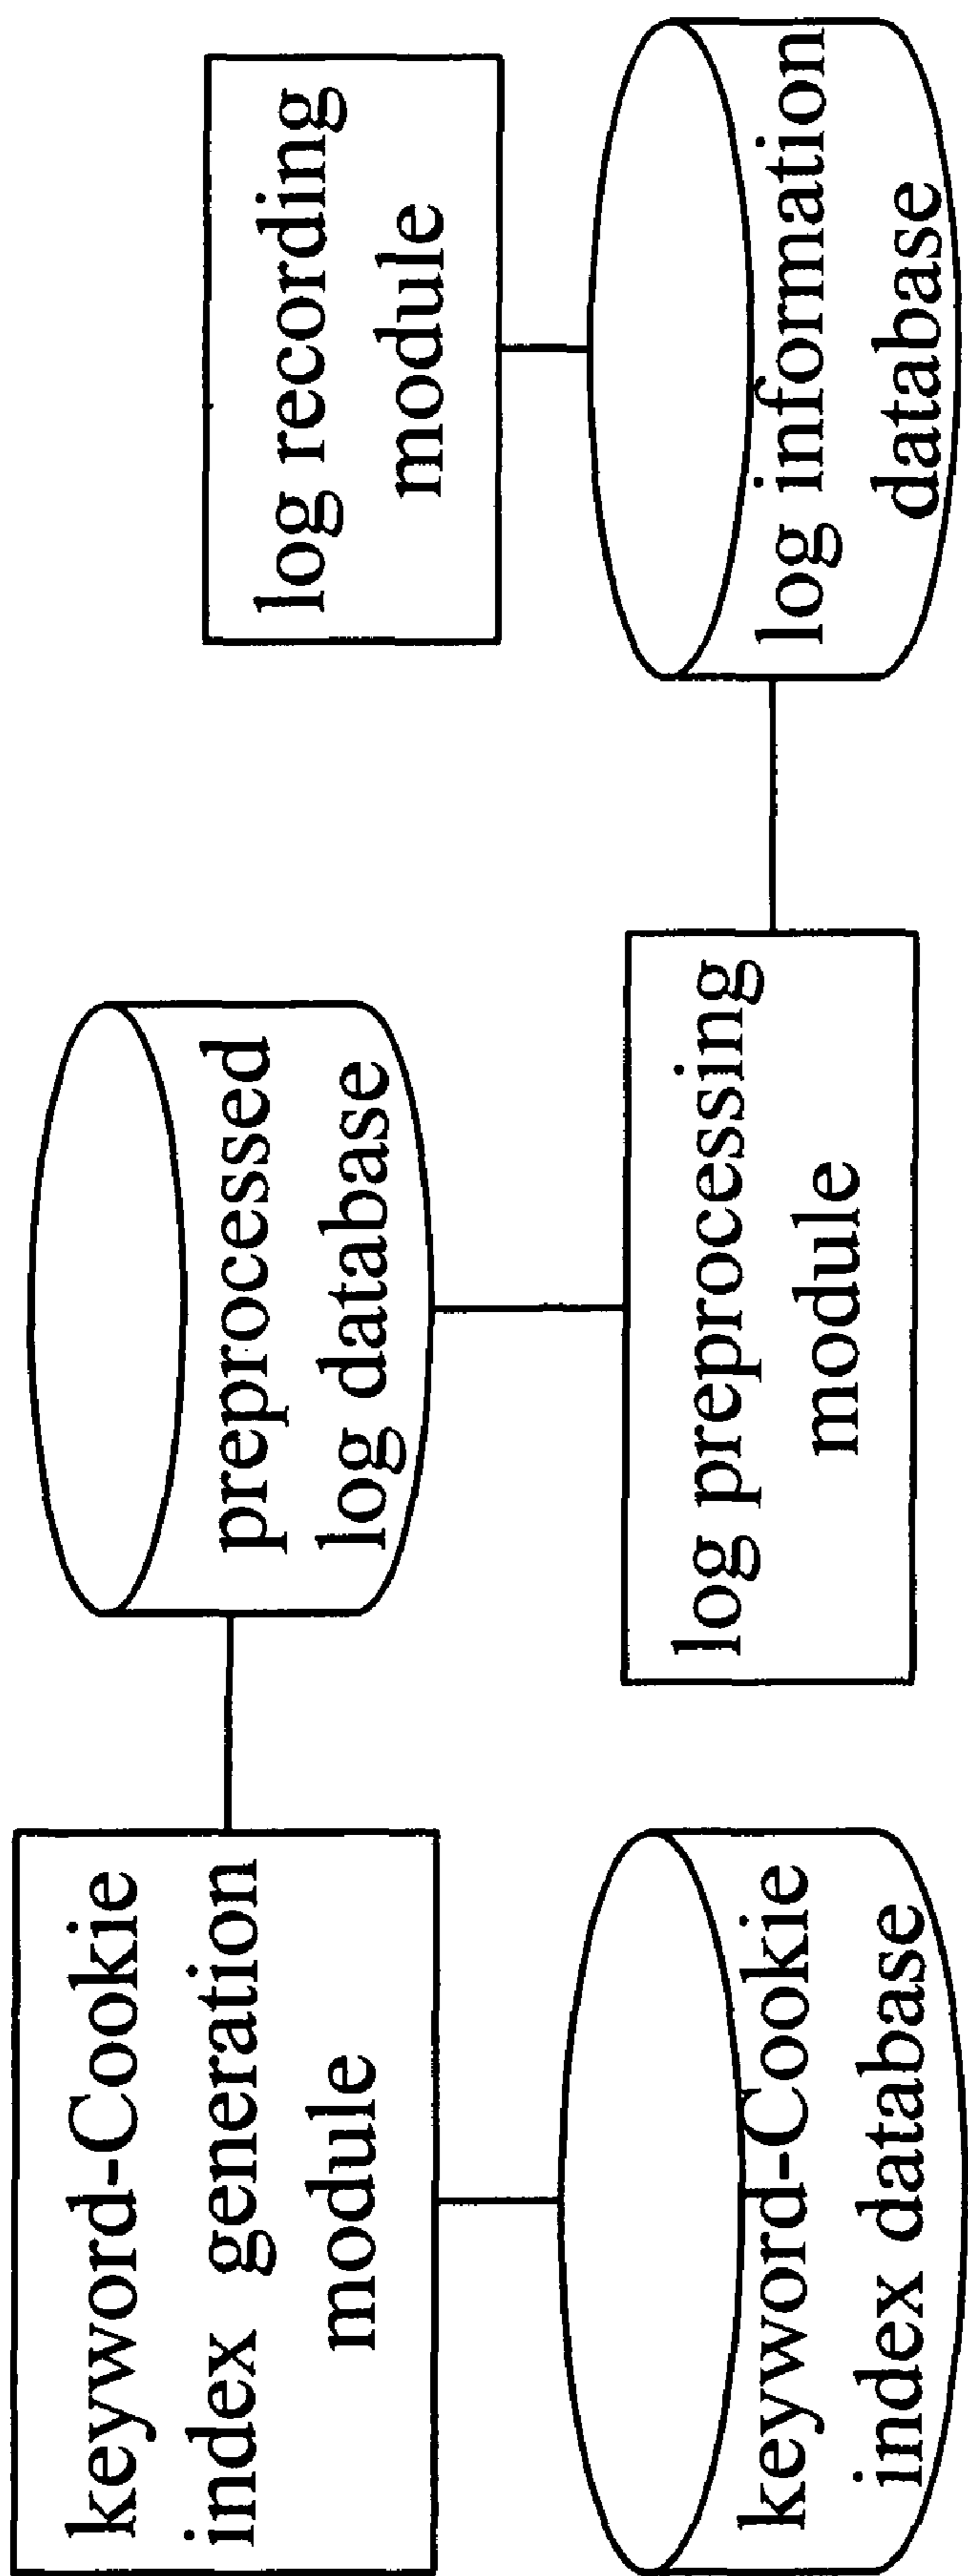 keyword-Cookie
index generation
module
preprocessed
log database
log recording
module
keyword-Cookie
index database
log preprocessing
module
log information
database